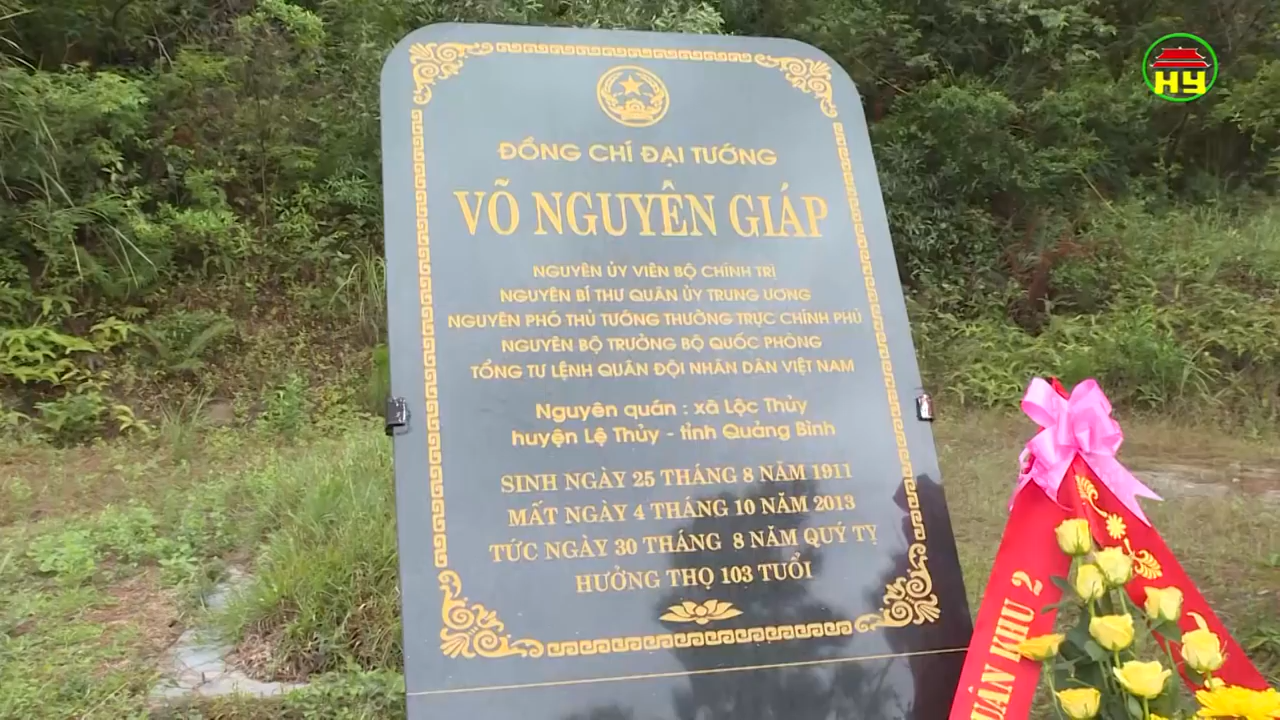 HY
ĐỒNG CHÍ ĐẠI TƯỚNG
VÕ NGUYÊN GIÁP
NGUYÊN ỦY VIÊN BỘ CHÍNH TRỊ
NGUYÊN BÍ THƯ QUÂN ỦY TRUNG ƯƠNG
NGUYÊN PHÓ THỦ TƯỚNG THƯỜNG TRỰC CHÍNH PHỦ
NGUYÊN BỘ TRƯỞNG BỘ QUỐC PHÒNG
TỔNG TƯ LỆNH QUÂN ĐỘI NHÂN DÂN VIỆT NAM
Nguyên quán : xã Lộc Thủy
huyện Lệ Thủy - tỉnh Quảng Bình
SINH NGÀY 25 THÁNG 8 NĂM 1911
MẤT NGÀY 4 THÁNG 10 NĂM 2013
TỨC NGÀY 30 THÁNG 8 NĂM QUÝ TỴ
HƯỞNG THỌ 103 TUỔI
KHU 2